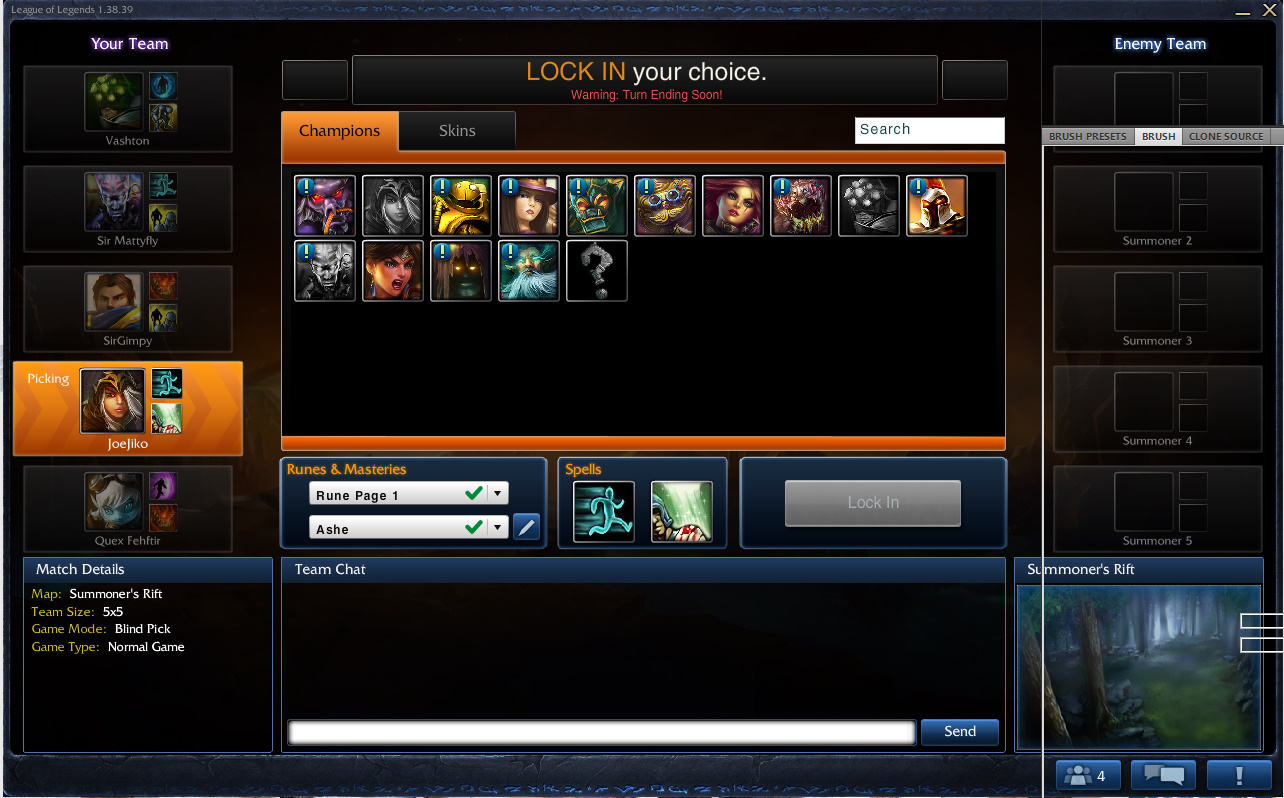 League of Legends 1.38.39
Your Team
Enemy Team
LOCK IN your choice.
Warning: Turn Ending Soon!
Champions
Skins
Search
BRUSH PRESETS
BRUSH
CLONE SOURCE
Vashton
Sir Mattyfly
Summoner 2
SirGimpy
Summoner 3
Picking
JoeJiko
Summoner 4
Runes & Masteries
Rune Page 1
Ashe
Spells
Lock In
Quex Fehftir
Summoner 5
Match Details
Map: Summoner's Rift
Team Size: 5x5
Game Mode: Blind Pick
Game Type: Normal Game
Team Chat
Send
Summoner's Rift
4